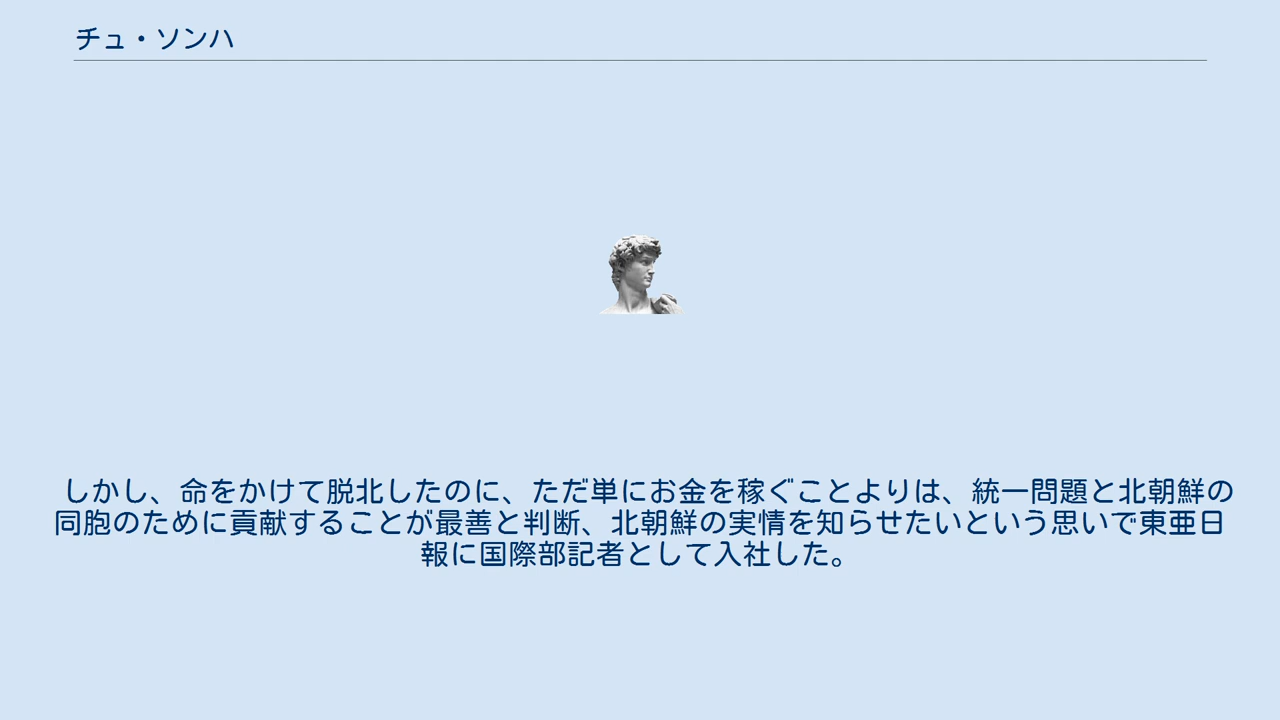 チュ・ソンハ
しかし、命をかけて脱北したのに、ただ単にお金を稼ぐことよりは、統一問題と北朝鮮の
同胞のために貢献することが最善と判断、北朝鮮の実情を知らせたいという思いで東亜日
報に国際部記者として入社した。